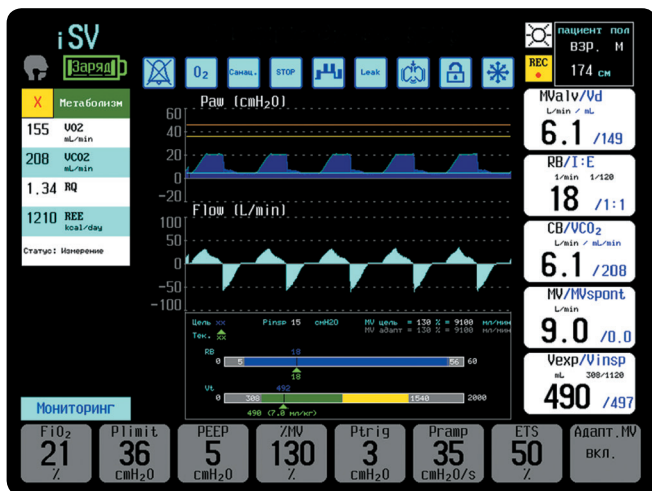 iSV
пациент пол
ВЗР. М
174 см
REC
Заряд
O₂
Санац.
STOP
Leak
X Метаболизм
155 VO2
mL/min
208 VCO2
mL/min
1.34 RQ
1210 REE
kcal/day
Статус: Измерение
Мониторинг
Paw (cmH₂O)
60
40
20
0
-20
Flow (L/min)
100
50
0
-50
-100
Цель xx Pinsp 15 cmH2O MV цель = 130 % = 9100 мл/мин
Тек. xx MV адапт = 130 % = 9100 мл/мин
RB 18
0 5 56 60
18
Vt 492
0 308 1540 2000
490 (7.0 мл/кг)
MValv/Vd
L/min / mL
6.1 /149
RB/I:E
1/min 1/120
18 /1:1
CB/VCO₂
L/min / mL/min
6.1 /208
MV/MVspont
L/min
9.0 /0.0
Vexp/Vinsp
mL 308/1120
490 /497
FiO₂
21
%
Plimit
36
cmH₂O
PEEP
5
cmH₂O
%MV
130
%
Ptrig
3
cmH₂O
Pramp
35
cmH₂O/s
ETS
50
%
Адапт.MV
вкл.